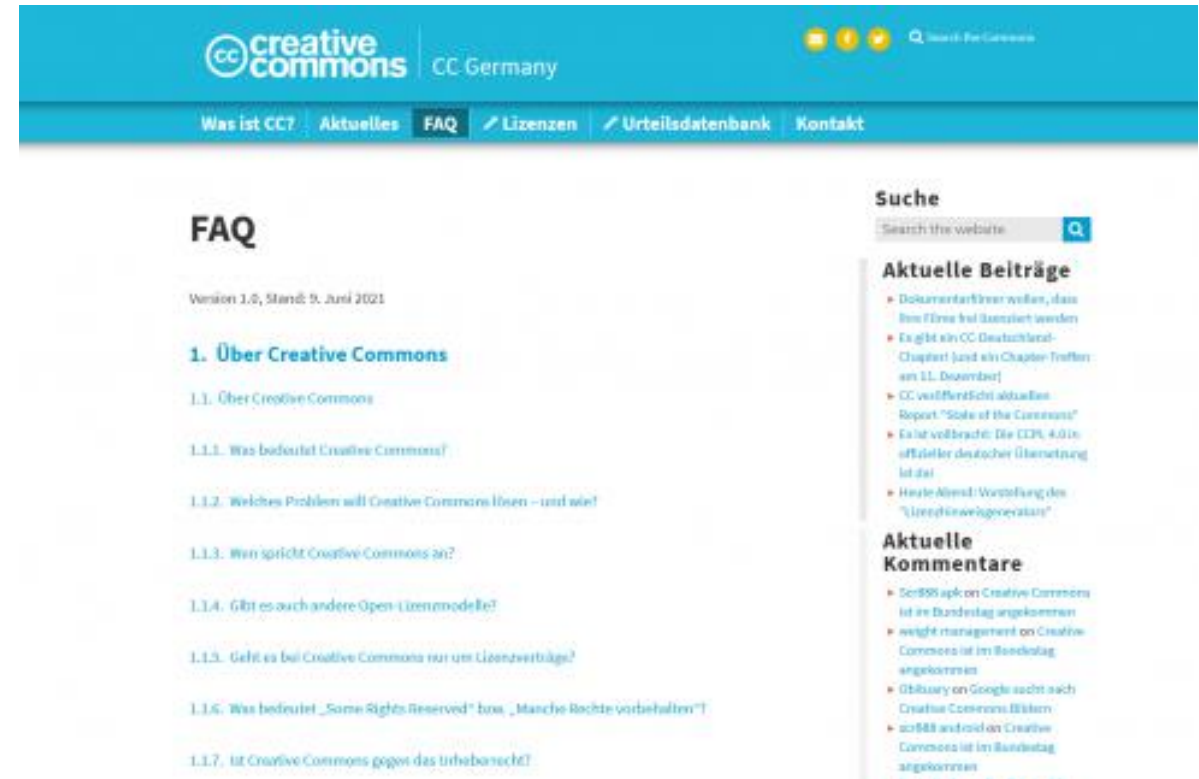 cc creative commons
CC Germany
Search the Commons
Was ist CC?
Aktuelles
FAQ
Lizenzen
Urteilsdatenbank
Kontakt
FAQ
Version 1.0, Stand: 9. Juni 2021
1. Über Creative Commons
1.1. Über Creative Commons
1.1.1. Was bedeutet Creative Commons?
1.1.2. Welches Problem will Creative Commons lösen – und wie?
1.1.3. Wen spricht Creative Commons an?
1.1.4. Gibt es auch andere Open-Lizenzmodelle?
1.1.5. Geht es bei Creative Commons nur um Lizenzverträge?
1.1.6. Was bedeutet „Some Rights Reserved“ bzw. „Manche Rechte vorbehalten“?
1.1.7. Ist Creative Commons gegen das Urheberrecht?
Suche
Search the website
Aktuelle Beiträge
Dokumentarfilmer wollen, dass
ihre Filme frei lizenziert werden
Es gibt ein CC-Deutschland-
Chapter! (und ein Chapter-Treffen
am 11. Dezember)
CC veröffentlicht aktuellen
Report "State of the Commons"
Es ist vollbracht: Die CCPL 4.0 in
offizieller deutscher Übersetzung
ist da!
Heute Abend: Vorstellung des
"Lizenzhinweisgenerators"
Aktuelle
Kommentare
Scr888 apk on Creative Commons
ist im Bundestag angekommen
weight management on Creative
Commons ist im Bundestag
angekommen
Obituary on Google sucht nach
Creative Commons Bildern
scr888 android on Creative
Commons ist im Bundestag
angekommen